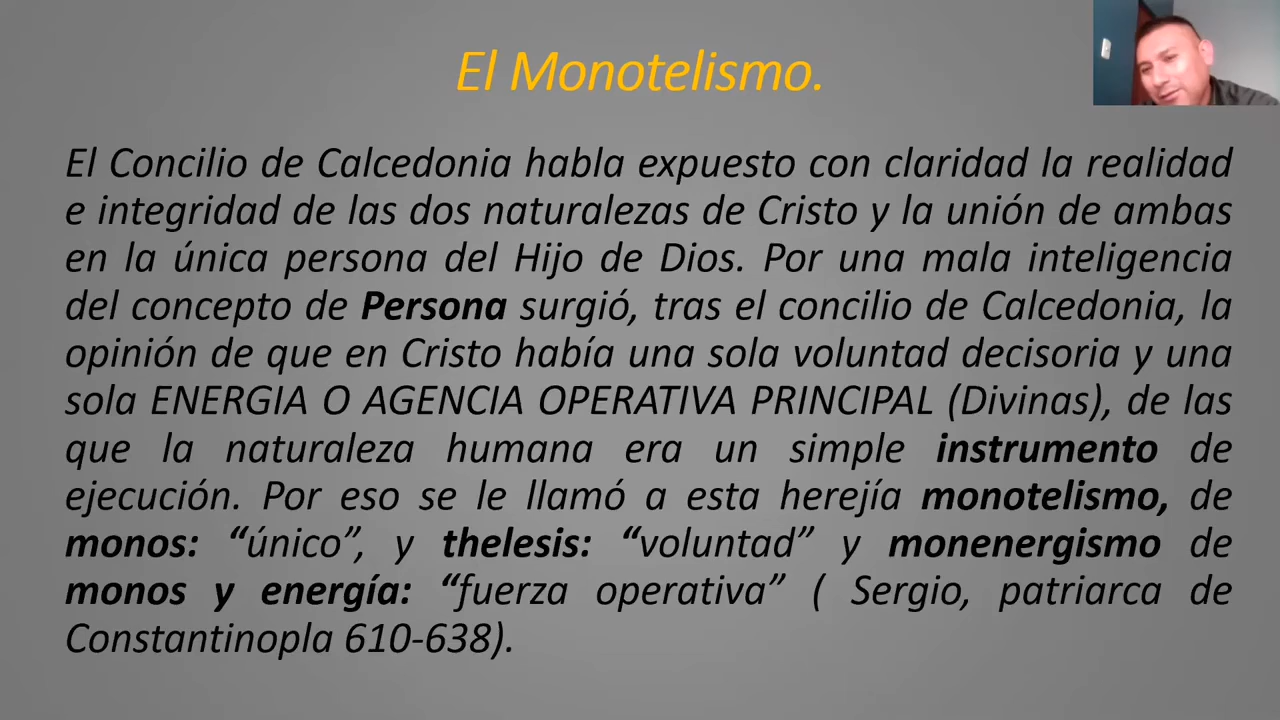 El Monotelismo.
El Concilio de Calcedonia habla expuesto con claridad la realidad
e integridad de las dos naturalezas de Cristo y la unión de ambas
en la única persona del Hijo de Dios. Por una mala inteligencia
del concepto de Persona surgió, tras el concilio de Calcedonia, la
opinión de que en Cristo había una sola voluntad decisoria y una
sola ENERGIA O AGENCIA OPERATIVA PRINCIPAL (Divinas), de las
que la naturaleza humana era un simple instrumento de
ejecución. Por eso se le llamó a esta herejía monotelismo, de
monos: “único”, y thelesis: “voluntad” y monenergismo de
monos y energía: “fuerza operativa” ( Sergio, patriarca de
Constantinopla 610-638).